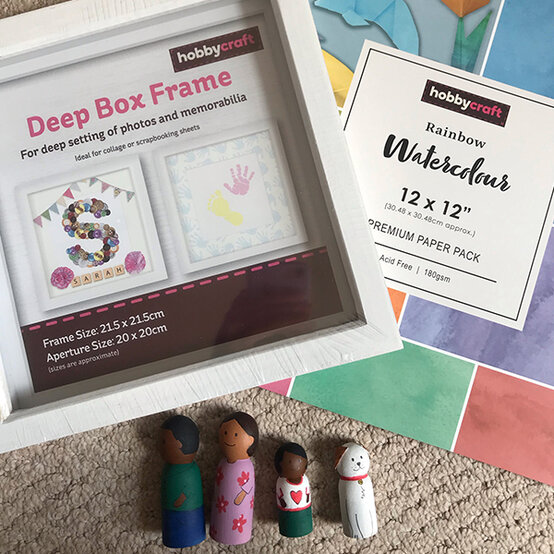 hobbycraft
Deep Box Frame
For deep setting of photos and memorabilia
Ideal for collage or scrapbooking sheets
S
SARAH
Frame Size: 21.5 x 21.5cm
Aperture Size: 20 x 20cm
(sizes are approximate)
hobbycraft
Rainbow
Watercolour
12 x 12"
[30.48 x 30.48cm approx.]
PREMIUM PAPER PACK
Acid Free | 180gsm